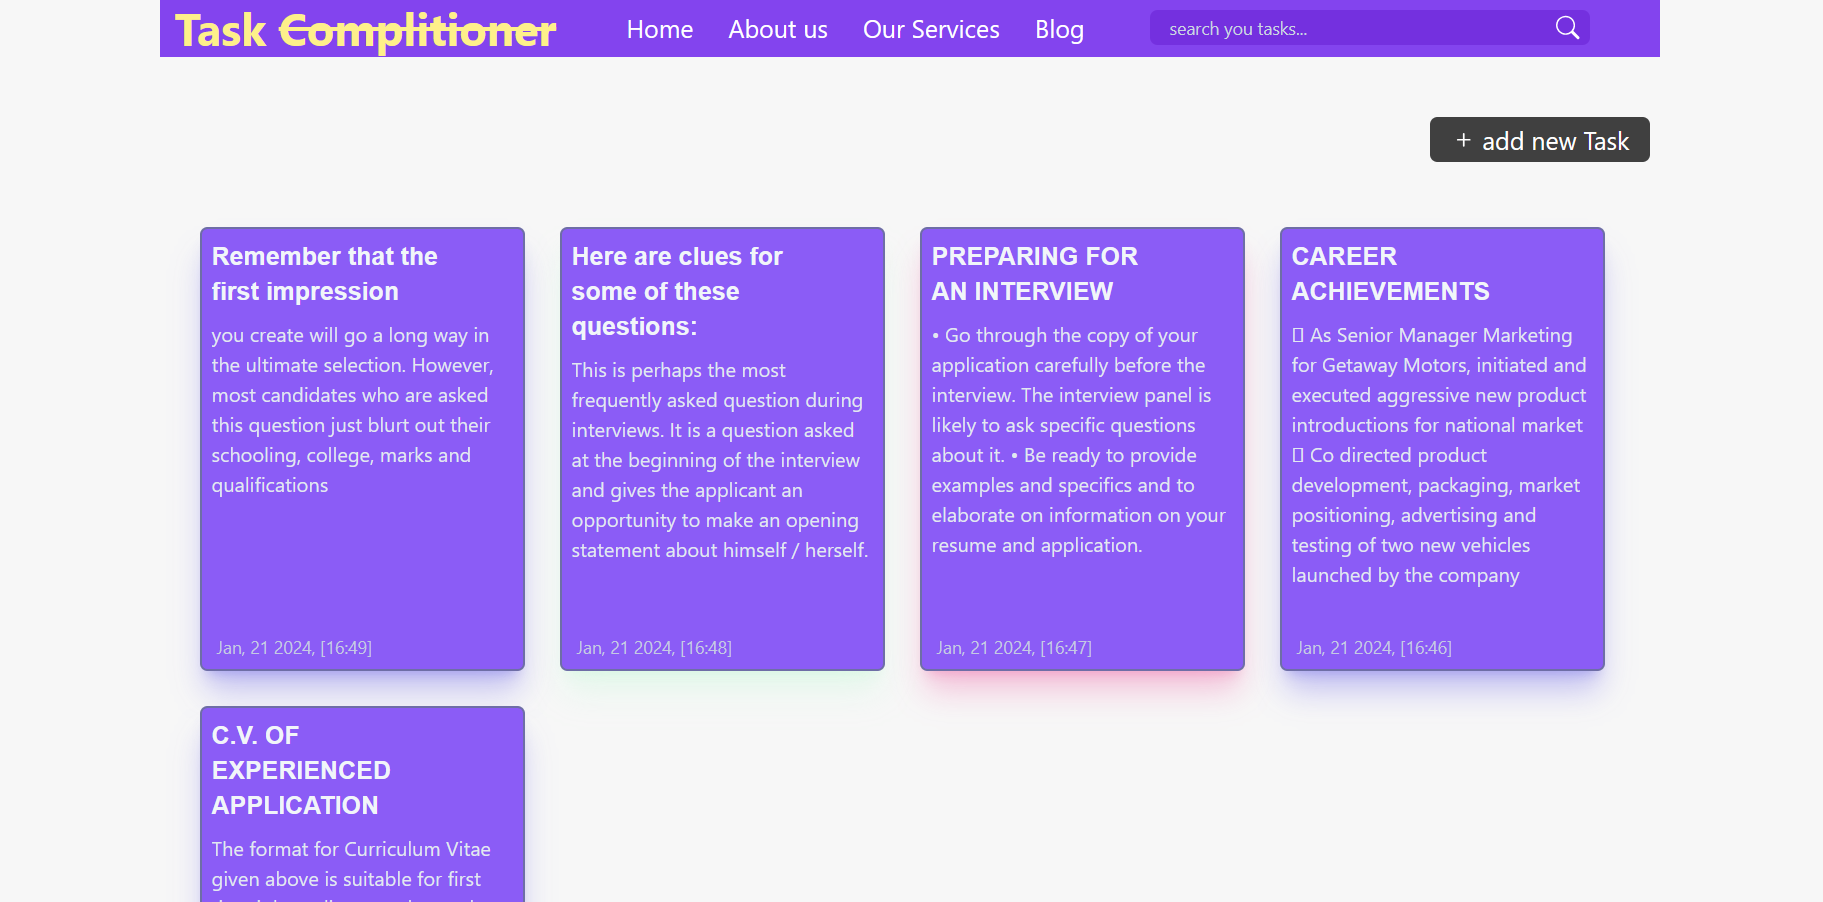 Task Complitioner
Home About us Our Services Blog
search you tasks...
+ add new Task
Remember that the
first impression
you create will go a long way in
the ultimate selection. However,
most candidates who are asked
this question just blurt out their
schooling, college, marks and
qualifications
Jan, 21 2024, [16:49]
Here are clues for
some of these
questions:
This is perhaps the most
frequently asked question during
interviews. It is a question asked
at the beginning of the interview
and gives the applicant an
opportunity to make an opening
statement about himself / herself.
Jan, 21 2024, [16:48]
PREPARING FOR
AN INTERVIEW
• Go through the copy of your
application carefully before the
interview. The interview panel is
likely to ask specific questions
about it. • Be ready to provide
examples and specifics and to
elaborate on information on your
resume and application.
Jan, 21 2024, [16:47]
CAREER
ACHIEVEMENTS
▯ As Senior Manager Marketing
for Getaway Motors, initiated and
executed aggressive new product
introductions for national market
▯ Co directed product
development, packaging, market
positioning, advertising and
testing of two new vehicles
launched by the company
Jan, 21 2024, [16:46]
C.V. OF
EXPERIENCED
APPLICATION
The format for Curriculum Vitae
given above is suitable for first